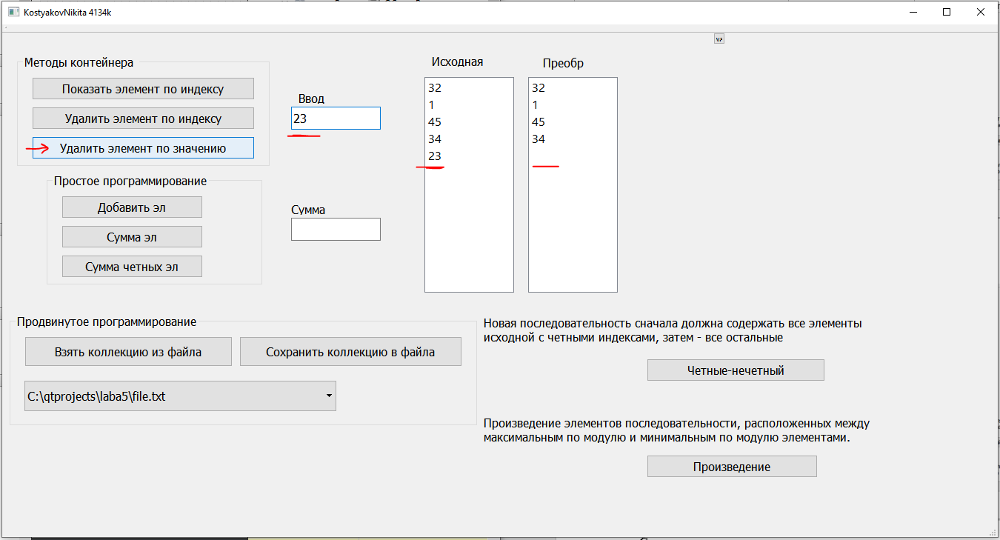 KostyakovNikita 4134k
Методы контейнера
Показать элемент по индексу
Удалить элемент по индексу
Удалить элемент по значению
Ввод
23
Исходная
32
1
45
34
23
Преобр
32
1
45
34
Простое программирование
Добавить эл
Сумма эл
Сумма четных эл
Сумма
Продвинутое программирование
Взять коллекцию из файла
Сохранить коллекцию в файла
C:\qtprojects\laba5\file.txt
Новая последовательность сначала должна содержать все элементы
исходной с четными индексами, затем - все остальные
Четные-нечетный
Произведение элементов последовательности, расположенных между
максимальным по модулю и минимальным по модулю элементами.
Произведение